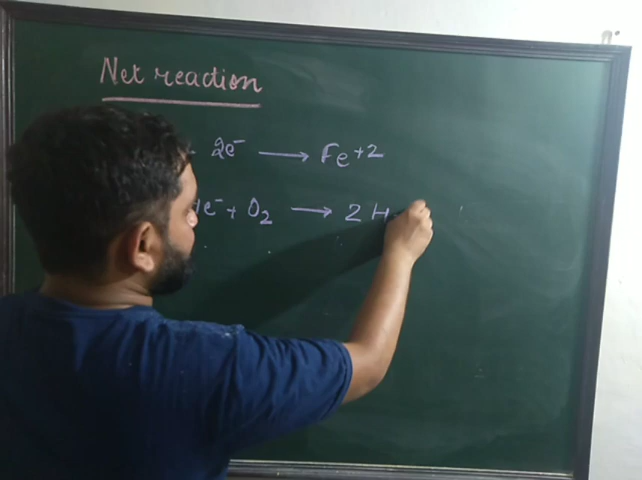 Net reaction
- 2e⁻ ⟶ Fe⁺²
e⁻ + O₂ ⟶ 2 H